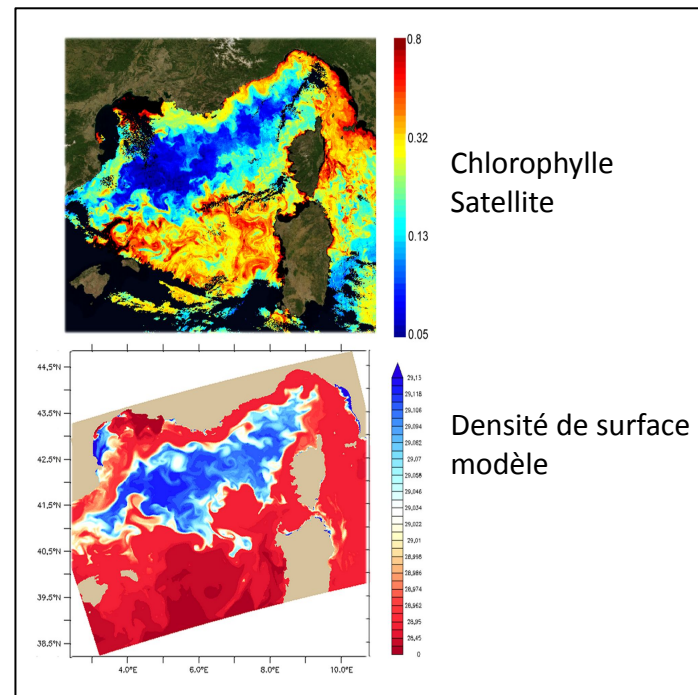 0.8
0.32
0.13
0.05
Chlorophylle
Satellite
44,5°N
43.5°N
42.5°N
41.5°N
40.5°N
39.5°N
38.5°N
4.0°E
6.0°E
8.0°E
10.0°E
29,13
29,118
29,106
29,094
29,082
29,07
29,058
29,046
29,034
29,022
29,01
28,998
28,986
28,974
28,962
28,95
28,45
0
Densité de surface
modèle